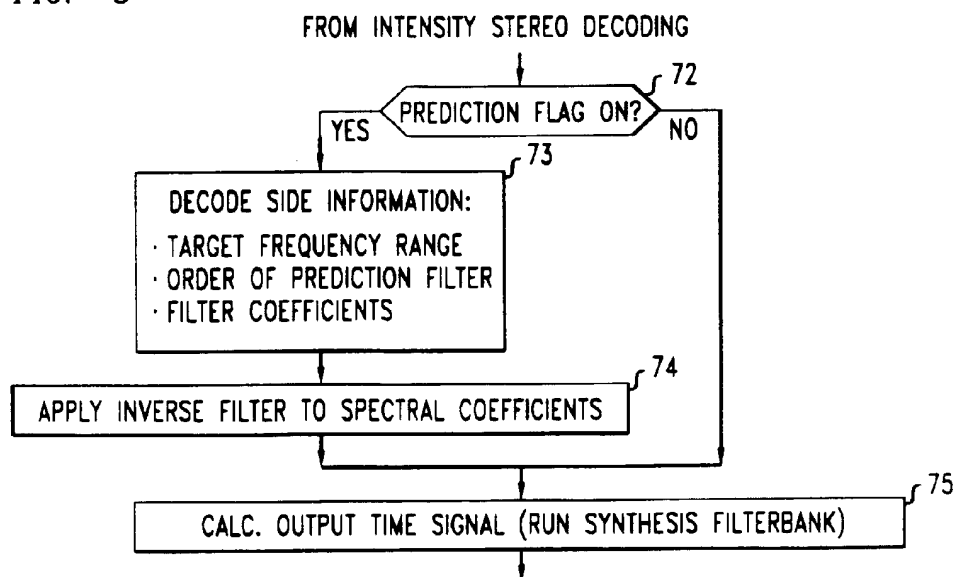 FROM INTENSITY STEREO DECODING
72
PREDICTION FLAG ON?
YES
NO
73
DECODE SIDE INFORMATION:
· TARGET FREQUENCY RANGE
· ORDER OF PREDICTION FILTER
· FILTER COEFFICIENTS
74
APPLY INVERSE FILTER TO SPECTRAL COEFFICIENTS
75
CALC. OUTPUT TIME SIGNAL (RUN SYNTHESIS FILTERBANK)